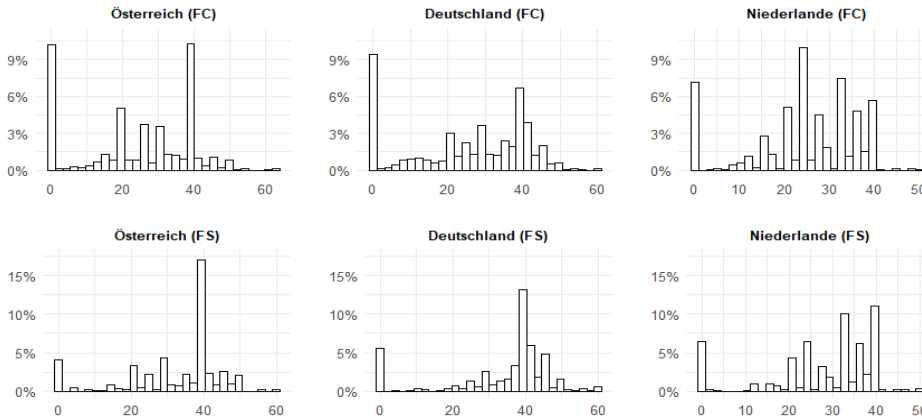 Österreich (FC)
Deutschland (FC)
Niederlande (FC)
9%
6%
3%
0%
0 20 40 60
9%
6%
3%
0%
0 20 40 60
9%
6%
3%
0%
0 10 20 30 40 50
Österreich (FS)
Deutschland (FS)
Niederlande (FS)
15%
10%
5%
0%
0 20 40 60
15%
10%
5%
0%
0 20 40 60
15%
10%
5%
0%
0 10 20 30 40 50